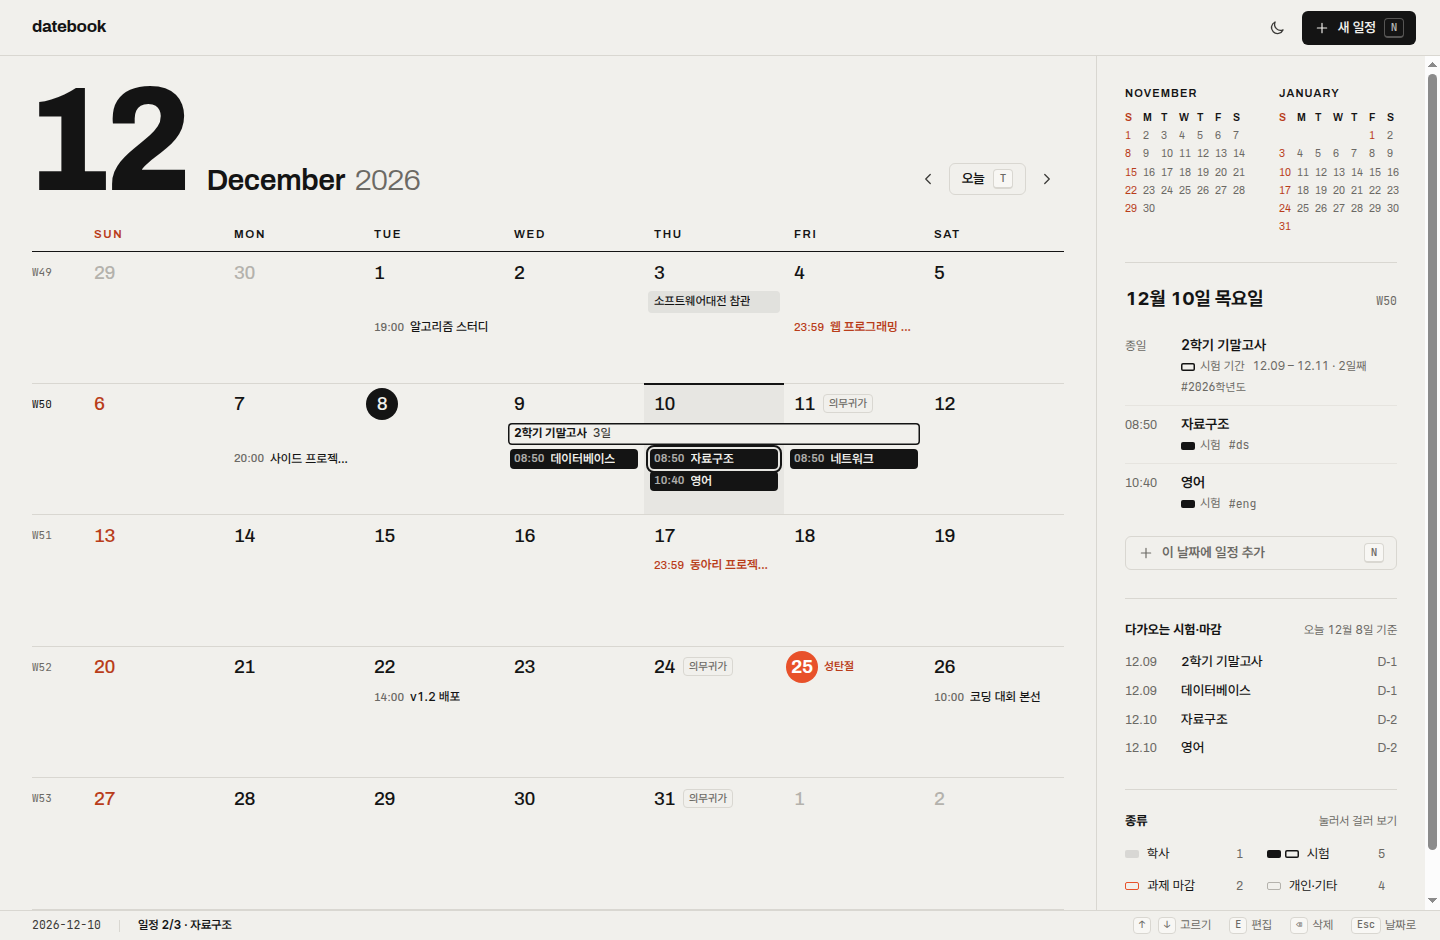 datebook
새 일정 N
12 December 2026
오늘 T
SUN MON TUE WED THU FRI SAT
W49 29 30 1 2 3 4 5
소프트웨어대전 참관
19:00 알고리즘 스터디
23:59 웹 프로그래밍 ...
W50 6 7 8 9 10 11 의무귀가 12
2학기 기말고사 3일
20:00 사이드 프로젝...
08:50 데이터베이스
08:50 자료구조
08:50 네트워크
10:40 영어
W51 13 14 15 16 17 18 19
23:59 동아리 프로젝...
W52 20 21 22 23 24 의무귀가 25 성탄절 26
14:00 v1.2 배포
10:00 코딩 대회 본선
W53 27 28 29 30 31 의무귀가 1 2
NOVEMBER
S M T W T F S
1 2 3 4 5 6 7
8 9 10 11 12 13 14
15 16 17 18 19 20 21
22 23 24 25 26 27 28
29 30
JANUARY
S M T W T F S
1 2
3 4 5 6 7 8 9
10 11 12 13 14 15 16
17 18 19 20 21 22 23
24 25 26 27 28 29 30
31
12월 10일 목요일 W50
종일 2학기 기말고사
시험 기간 12.09 – 12.11 · 2일째
#2026학년도
08:50 자료구조
시험 #ds
10:40 영어
시험 #eng
이 날짜에 일정 추가 N
다가오는 시험·마감 오늘 12월 8일 기준
12.09 2학기 기말고사 D-1
12.09 데이터베이스 D-1
12.10 자료구조 D-2
12.10 영어 D-2
종류 눌러서 걸러 보기
학사 1 시험 5
과제 마감 2 개인·기타 4
2026-12-10 일정 2/3 · 자료구조
↑ ↓ 고르기 E 편집 ⌫ 삭제 Esc 날짜로